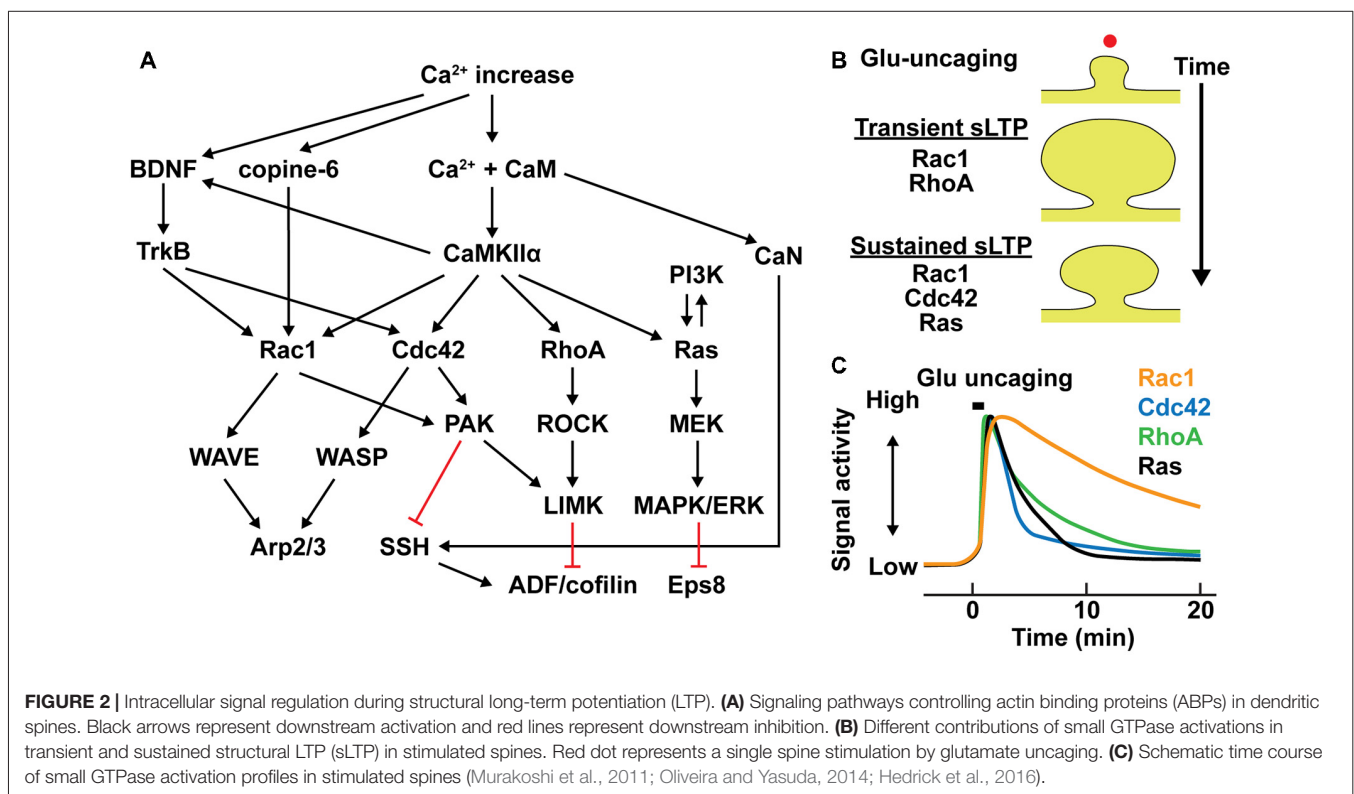 A
Ca²⁺ increase
BDNF copine-6 Ca²⁺ + CaM
TrkB CaMKIIα CaN
PI3K
Rac1 Cdc42 RhoA Ras
PAK ROCK MEK
WAVE WASP
LIMK MAPK/ERK
Arp2/3 SSH
ADF/cofilin Eps8
B
Glu-uncaging
Time
Transient sLTP
Rac1
RhoA
Sustained sLTP
Rac1
Cdc42
Ras
C
Glu uncaging
Rac1
Cdc42
RhoA
Ras
High
Signal activity
Low
0 10 20
Time (min)
FIGURE 2 | Intracellular signal regulation during structural long-term potentiation (LTP). (A) Signaling pathways controlling actin binding proteins (ABPs) in dendritic
spines. Black arrows represent downstream activation and red lines represent downstream inhibition. (B) Different contributions of small GTPase activations in
transient and sustained structural LTP (sLTP) in stimulated spines. Red dot represents a single spine stimulation by glutamate uncaging. (C) Schematic time course
of small GTPase activation profiles in stimulated spines (Murakoshi et al., 2011; Oliveira and Yasuda, 2014; Hedrick et al., 2016).